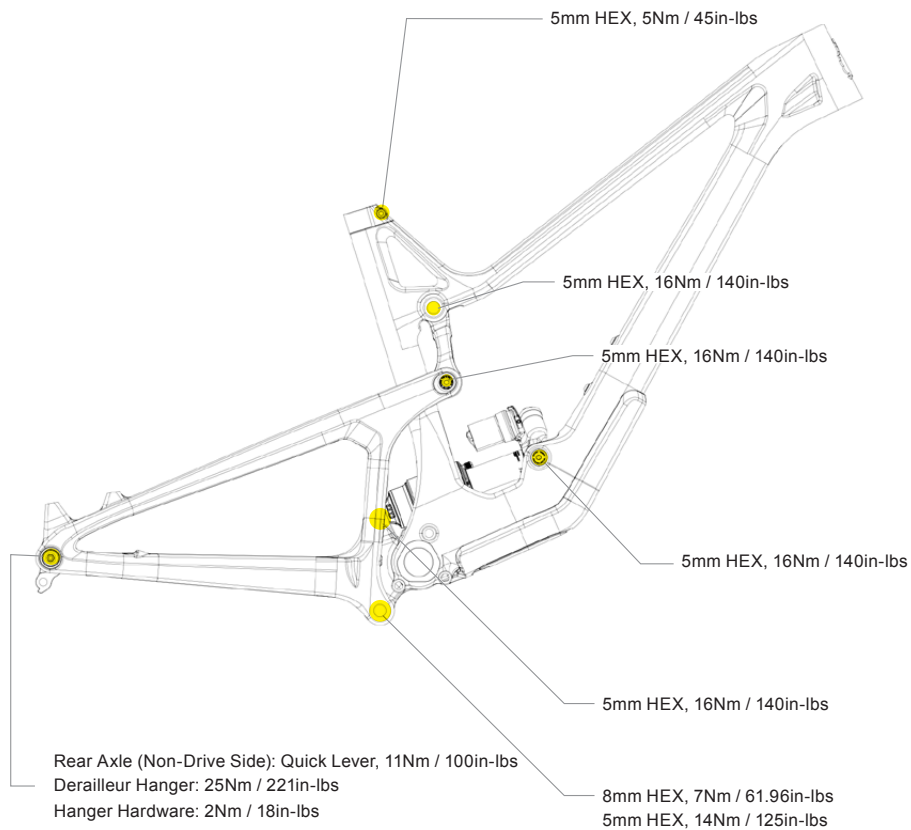 5mm HEX, 5Nm / 45in-lbs
5mm HEX, 16Nm / 140in-lbs
5mm HEX, 16Nm / 140in-lbs
5mm HEX, 16Nm / 140in-lbs
5mm HEX, 16Nm / 140in-lbs
Rear Axle (Non-Drive Side): Quick Lever, 11Nm / 100in-lbs
Derailleur Hanger: 25Nm / 221in-lbs
Hanger Hardware: 2Nm / 18in-lbs
8mm HEX, 7Nm / 61.96in-lbs
5mm HEX, 14Nm / 125in-lbs